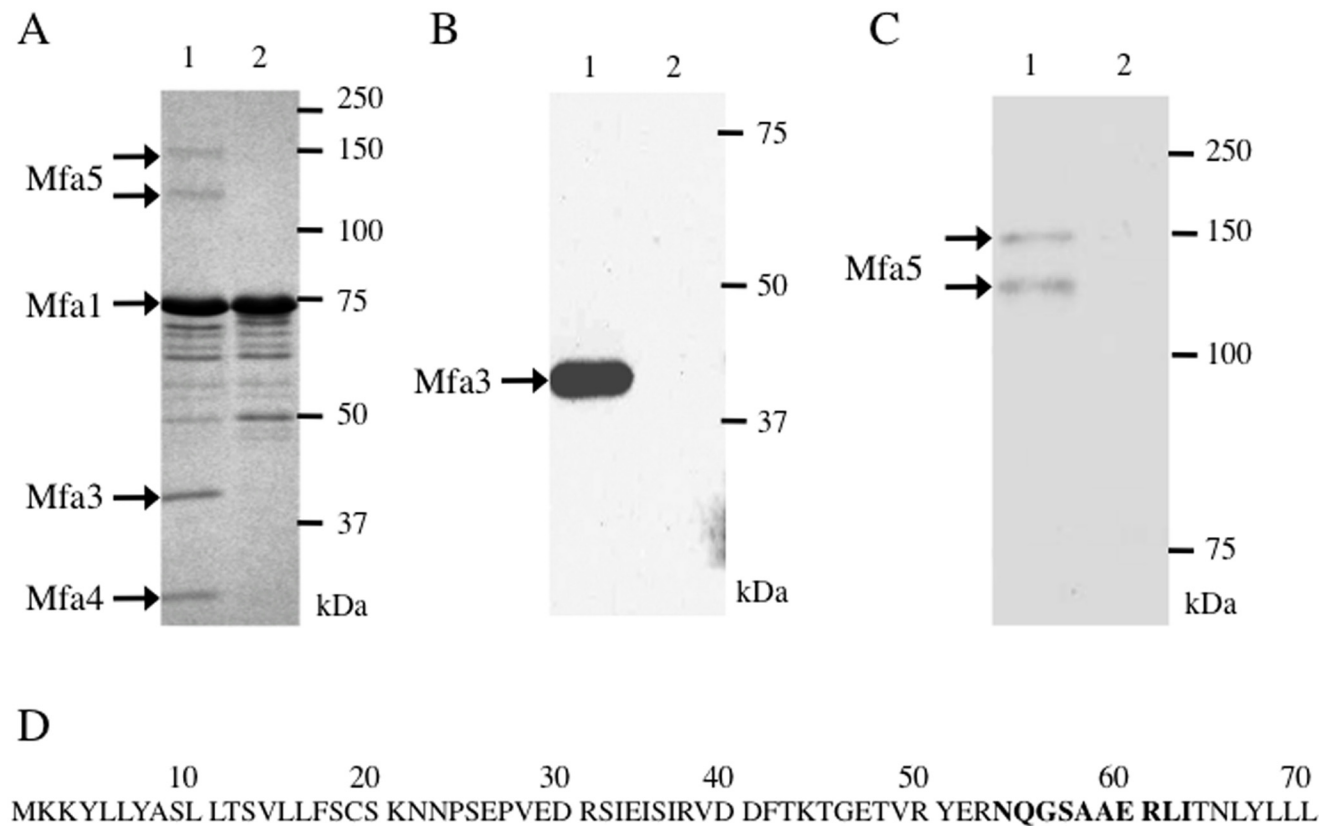 A
B
C
1 2
1 2
1 2
250
150
100
75
50
37
kDa
Mfa5
Mfa1
Mfa3
Mfa4
75
50
37
kDa
Mfa3
250
150
100
75
kDa
Mfa5
D
10 20 30 40 50 60 70
MKKYLLYASL LTSVLLFSCS KNNPSEPVED RSIEISIRVD DFTKTGETVR YERNQGSAAE RLITNLYLLL